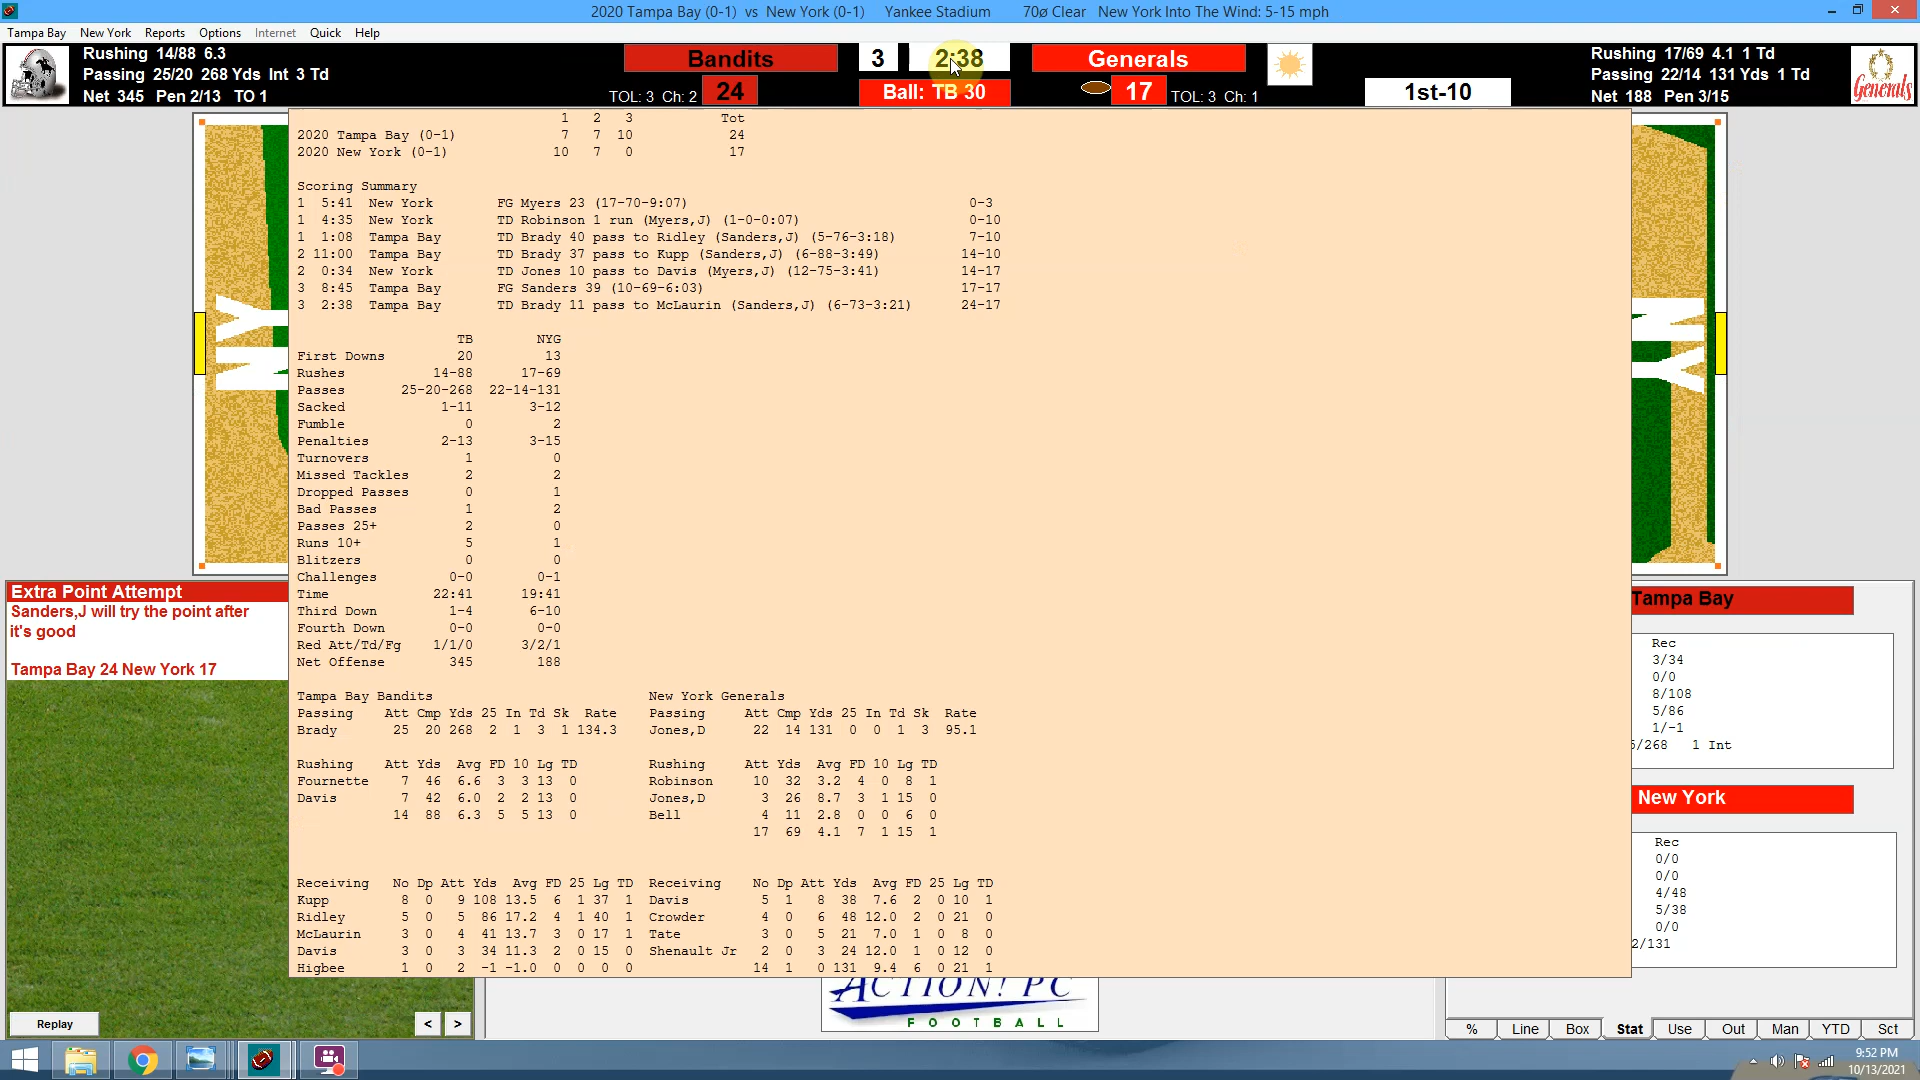 2020 Tampa Bay (0-1) vs New York (0-1) Yankee Stadium 70ø Clear New York Into The Wind: 5-15 mph
Tampa Bay New York Reports Options Internet Quick Help
Rushing 14/88 6.3
Passing 25/20 268 Yds Int 3 Td
Net 345 Pen 2/13 TO 1
Bandits 3 2:38 Generals
TOL: 3 Ch: 2 24 Ball: TB 30 17 TOL: 3 Ch: 1 1st-10
Rushing 17/69 4.1 1 Td
Passing 22/14 131 Yds 1 Td
Net 188 Pen 3/15
Generals
1 2 3 Tot
2020 Tampa Bay (0-1) 7 7 10 24
2020 New York (0-1) 10 7 0 17
Scoring Summary
1 5:41 New York FG Myers 23 (17-70-9:07) 0-3
1 4:35 New York TD Robinson 1 run (Myers,J) (1-0-0:07) 0-10
1 1:08 Tampa Bay TD Brady 40 pass to Ridley (Sanders,J) (5-76-3:18) 7-10
2 11:00 Tampa Bay TD Brady 37 pass to Kupp (Sanders,J) (6-88-3:49) 14-10
2 0:34 New York TD Jones 10 pass to Davis (Myers,J) (12-75-3:41) 14-17
3 8:45 Tampa Bay FG Sanders 39 (10-69-6:03) 17-17
3 2:38 Tampa Bay TD Brady 11 pass to McLaurin (Sanders,J) (6-73-3:21) 24-17
TB NYG
First Downs 20 13
Rushes 14-88 17-69
Passes 25-20-268 22-14-131
Sacked 1-11 3-12
Fumble 0 2
Penalties 2-13 3-15
Turnovers 1 0
Missed Tackles 2 2
Dropped Passes 0 1
Bad Passes 1 2
Passes 25+ 2 0
Runs 10+ 5 1
Blitzers 0 0
Challenges 0-0 0-1
Time 22:41 19:41
Third Down 1-4 6-10
Fourth Down 0-0 0-0
Red Att/Td/Fg 1/1/0 3/2/1
Net Offense 345 188
Tampa Bay Bandits New York Generals
Passing Att Cmp Yds 25 In Td Sk Rate Passing Att Cmp Yds 25 In Td Sk Rate
Brady 25 20 268 2 1 3 1 134.3 Jones,D 22 14 131 0 0 1 3 95.1
Rushing Att Yds Avg FD 10 Lg TD Rushing Att Yds Avg FD 10 Lg TD
Fournette 7 46 6.6 3 3 13 0 Robinson 10 32 3.2 4 0 8 1
Davis 7 42 6.0 2 2 13 0 Jones,D 3 26 8.7 3 1 15 0
14 88 6.3 5 5 13 0 Bell 4 11 2.8 0 0 6 0
17 69 4.1 7 1 15 1
Receiving No Dp Att Yds Avg FD 25 Lg TD Receiving No Dp Att Yds Avg FD 25 Lg TD
Kupp 8 0 9 108 13.5 6 1 37 1 Davis 5 1 8 38 7.6 2 0 10 1
Ridley 5 0 5 86 17.2 4 1 40 1 Crowder 4 0 6 48 12.0 2 0 21 0
McLaurin 3 0 4 41 13.7 3 0 17 1 Tate 3 0 5 21 7.0 1 0 8 0
Davis 3 0 3 34 11.3 2 0 15 0 Shenault Jr 2 0 3 24 12.0 1 0 12 0
Higbee 1 0 2 -1 -1.0 0 0 0 0 14 1 0 131 9.4 6 0 21 1
Extra Point Attempt
Sanders,J will try the point after
it's good
Tampa Bay 24 New York 17
Replay < >
ACTION! PC
FOOTBALL
Tampa Bay
Rec
3/34
0/0
8/108
5/86
1/-1
/268 1 Int
New York
Rec
0/0
0/0
4/48
5/38
0/0
2/131
% Line Box Stat Use Out Man YTD Sct
9:52 PM
10/13/2021
NY
NY